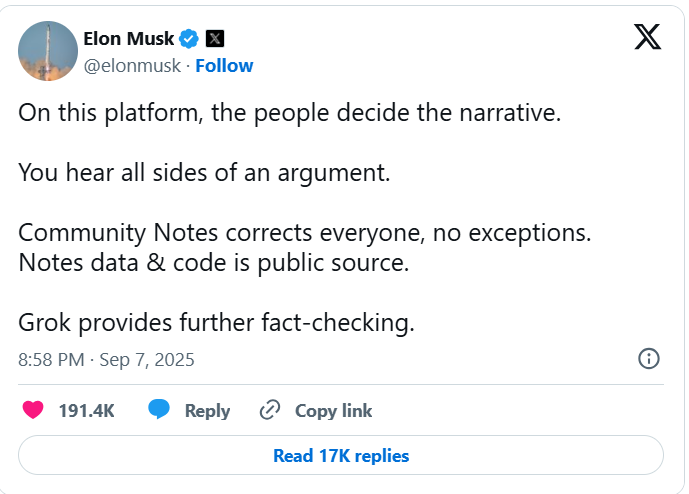 Elon Musk
@elonmusk · Follow
On this platform, the people decide the narrative.
You hear all sides of an argument.
Community Notes corrects everyone, no exceptions.
Notes data & code is public source.
Grok provides further fact-checking.
8:58 PM · Sep 7, 2025
191.4K Reply Copy link
Read 17K replies